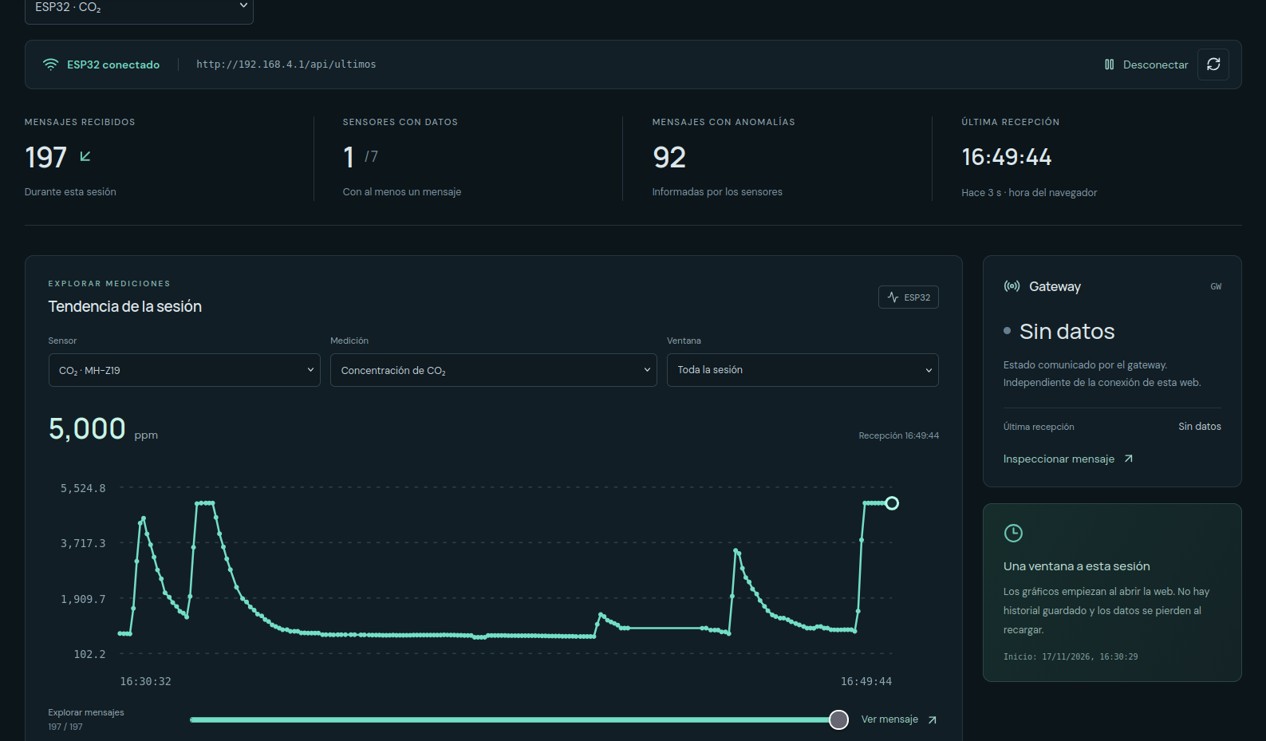 ESP32 · CO₂
ESP32 conectado
http://192.168.4.1/api/ultimos
Desconectar
MENSAJES RECIBIDOS
197
Durante esta sesión
SENSORES CON DATOS
1 /7
Con al menos un mensaje
MENSAJES CON ANOMALÍAS
92
Informadas por los sensores
ÚLTIMA RECEPCIÓN
16:49:44
Hace 3 s · hora del navegador
EXPLORAR MEDICIONES
Tendencia de la sesión
ESP32
Sensor
CO₂ · MH-Z19
Medición
Concentración de CO₂
Ventana
Toda la sesión
5,000 ppm
Recepción 16:49:44
5,524.8
3,717.3
1,909.7
102.2
16:30:32
16:49:44
Explorar mensajes
197 / 197
Ver mensaje
Gateway
GW
Sin datos
Estado comunicado por el gateway.
Independiente de la conexión de esta web.
Última recepción
Sin datos
Inspeccionar mensaje
Una ventana a esta sesión
Los gráficos empiezan al abrir la web. No hay
historial guardado y los datos se pierden al
recargar.
Inicio: 17/11/2026, 16:30:29